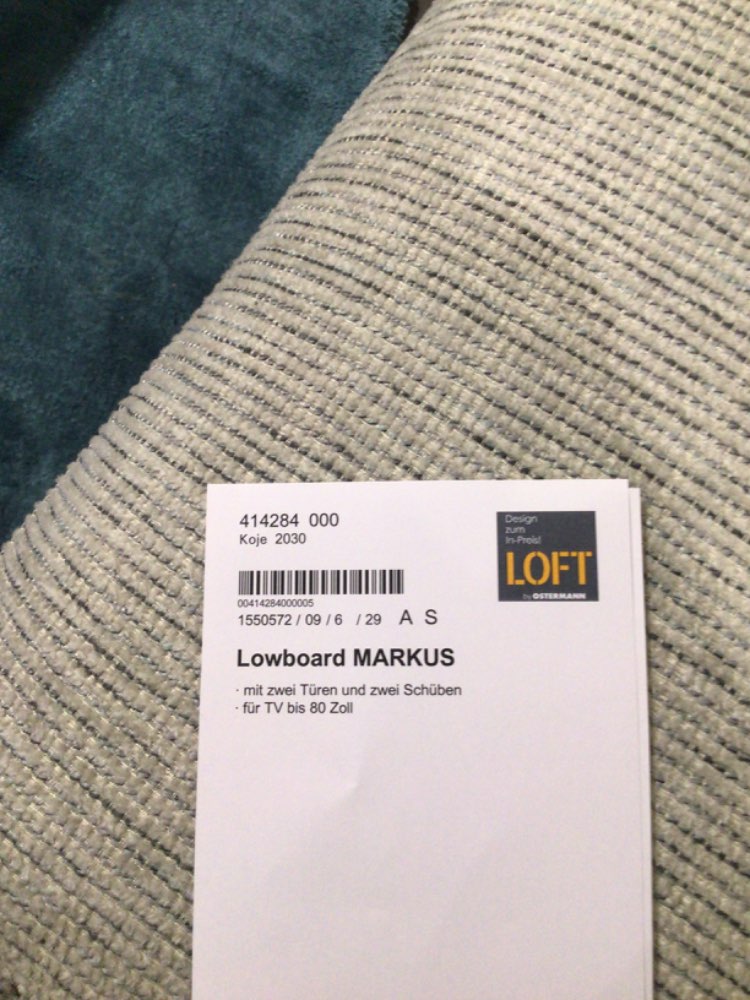 414284 000
Koje 2030
Design
zum
In-Preis!
LOFT
by OSTERMANN
00414284000005
1550572 / 09 / 6 / 29 A S
Lowboard MARKUS
· mit zwei Türen und zwei Schüben
· für TV bis 80 Zoll